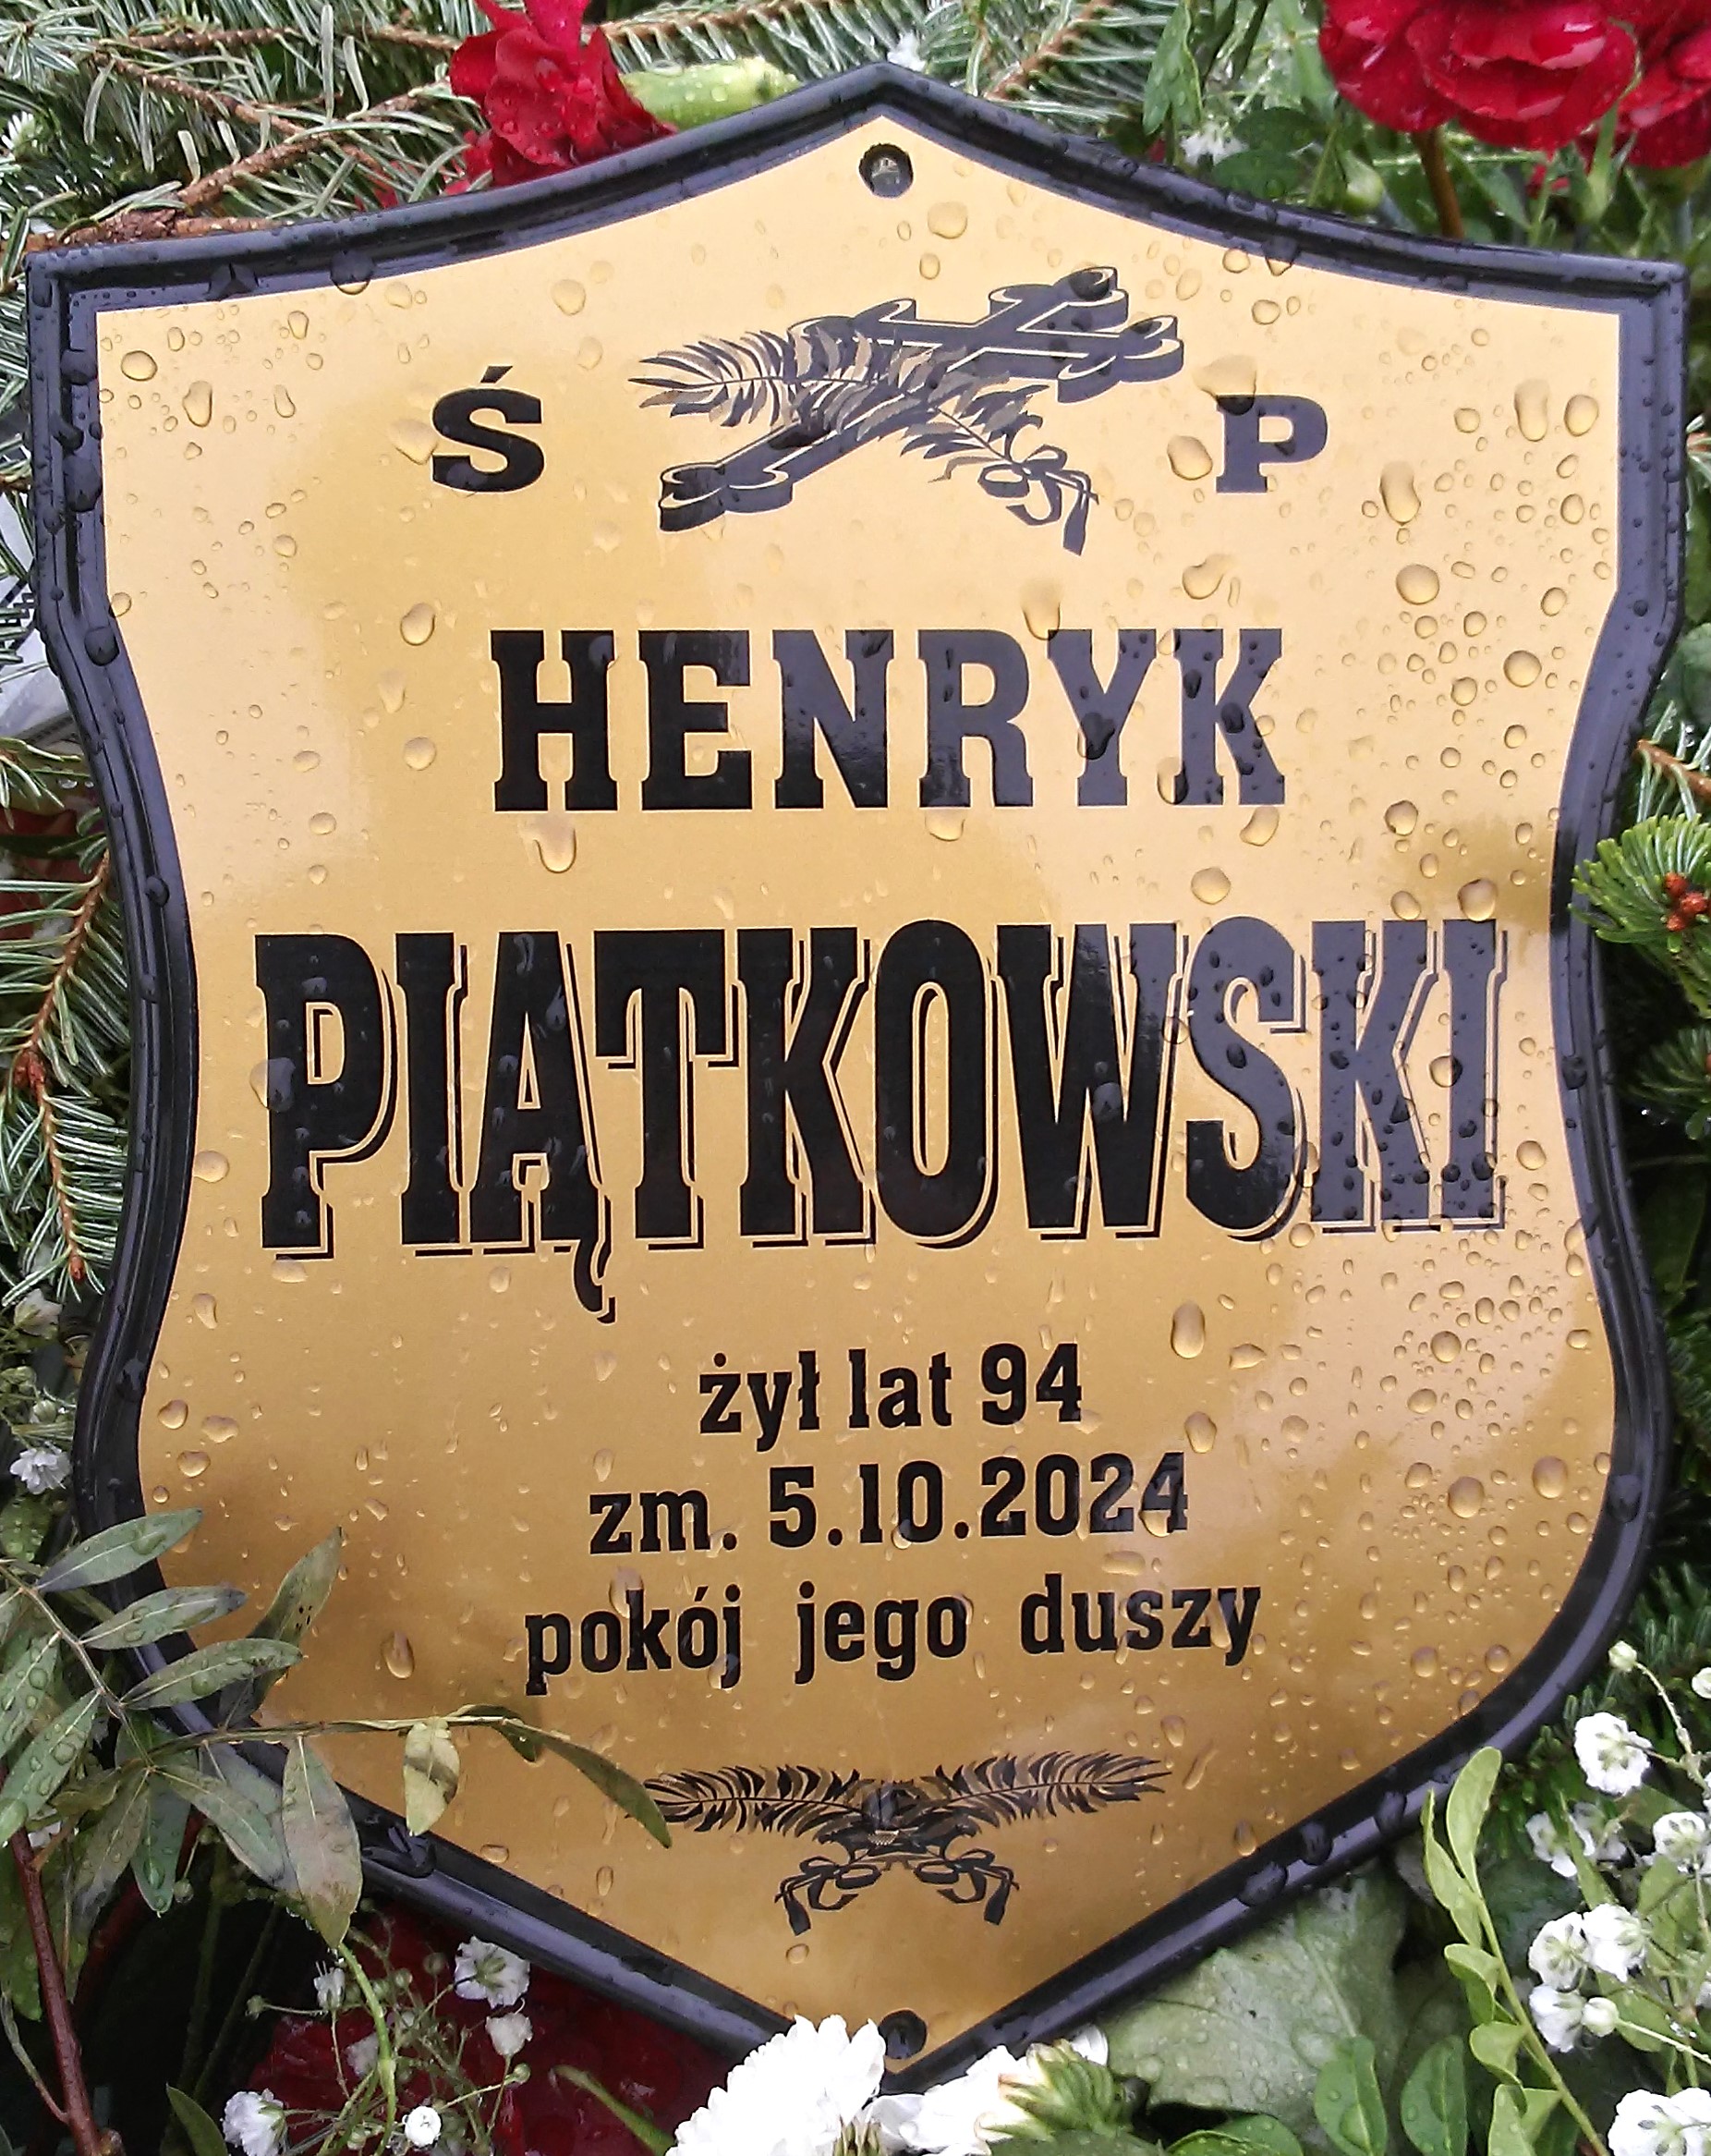 Ś P
HENRYK
PIĄTKOWSKI
żył lat 94
zm. 5.10.2024
pokój jego duszy